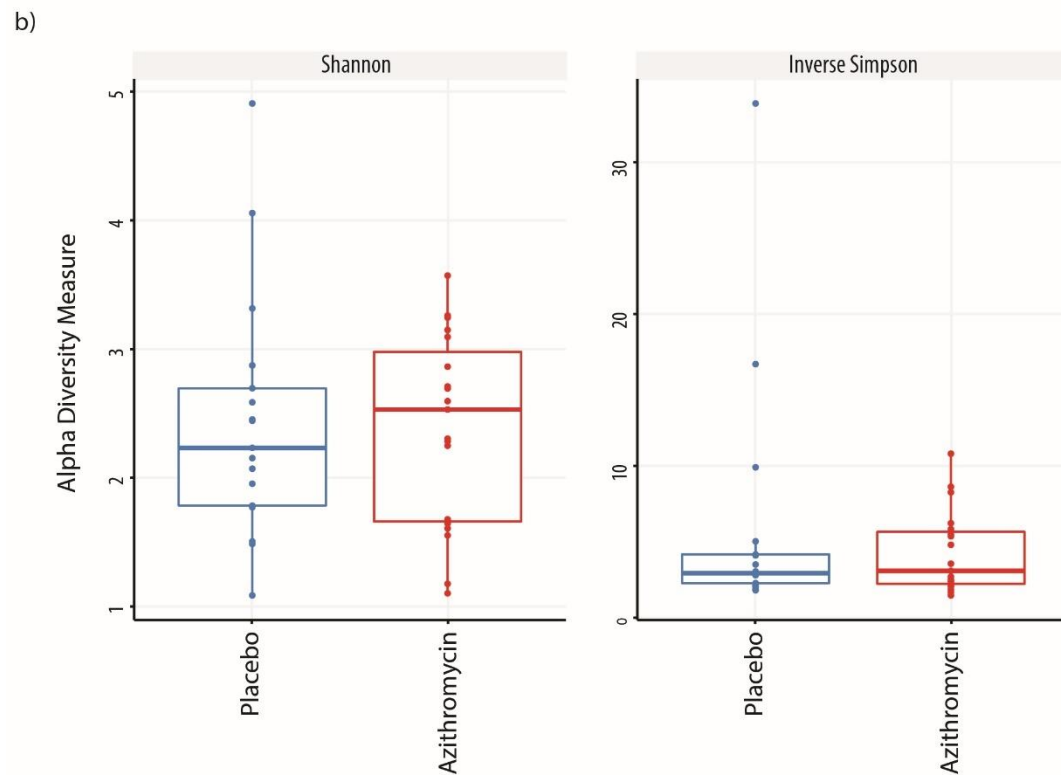 b)
Shannon
Inverse Simpson
Alpha Diversity Measure
5
4
3
2
1
30
20
10
0
Placebo
Azithromycin
Placebo
Azithromycin